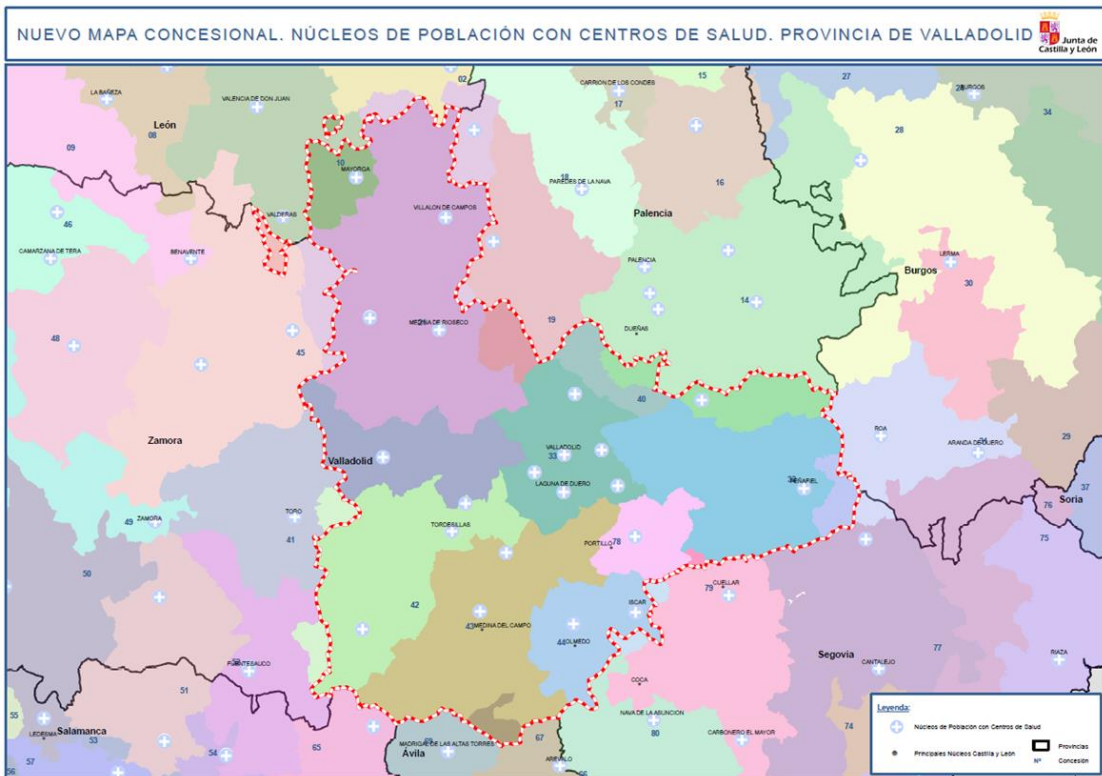 NUEVO MAPA CONCESIONAL. NÚCLEOS DE POBLACIÓN CON CENTROS DE SALUD. PROVINCIA DE VALLADOLID
Junta de
Castilla y León
02
15
27
CARRION DE LOS CONDES
BURGOS
LA BAÑEZA
VALENCIA DE DON JUAN
17
34
León
08
28
09
10
MAYORGA
18
PAREDES DE LA NAVA
16
VALDERAS
VILLALON DE CAMPOS
Palencia
46
CAMARZANA DE TERA
BENAVENTE
PALENCIA
LERMA
Burgos
30
14
48
MEDINA DE RIOSECO
19
DUEÑAS
45
40
Zamora
ROA
ARANDA DE DUERO
29
Valladolid
VALLADOLID
33
37
LAGUNA DE DUERO
PEÑAFIEL
Soria
49
ZAMORA
TORO
76
41
TORDESILLAS
PORTILLO
78
75
50
CUELLAR
79
42
ISCAR
MEDINA DEL CAMPO
44
OLMEDO
77
Segovia
FUENTESAUCO
CANTALEJO
RIAZA
51
COCA
55
LEDESMA
Salamanca
53
54
65
NAVA DE LA ASUNCION
74
MADRIGAL DE LAS ALTAS TORRES
67
80
CARBONERO EL MAYOR
Ávila
57
AREVALO
Leyenda:
Núcleos de Población con Centros de Salud
Principales Núcleos Castilla y León
Provincias
Nº Concesión